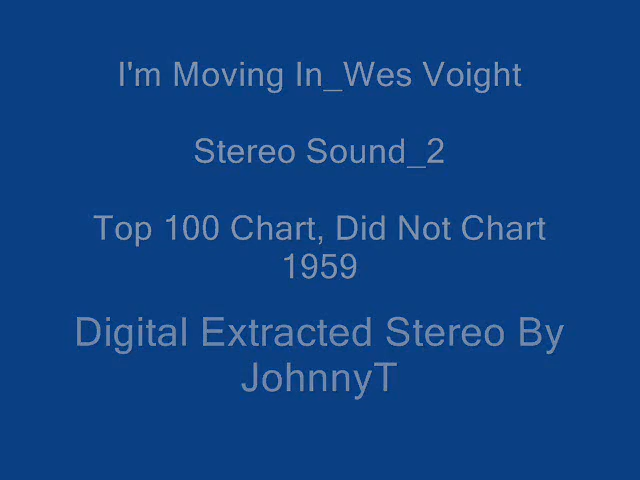 I'm Moving In_Wes Voight
Stereo Sound_2
Top 100 Chart, Did Not Chart
1959
Digital Extracted Stereo By
JohnnyT